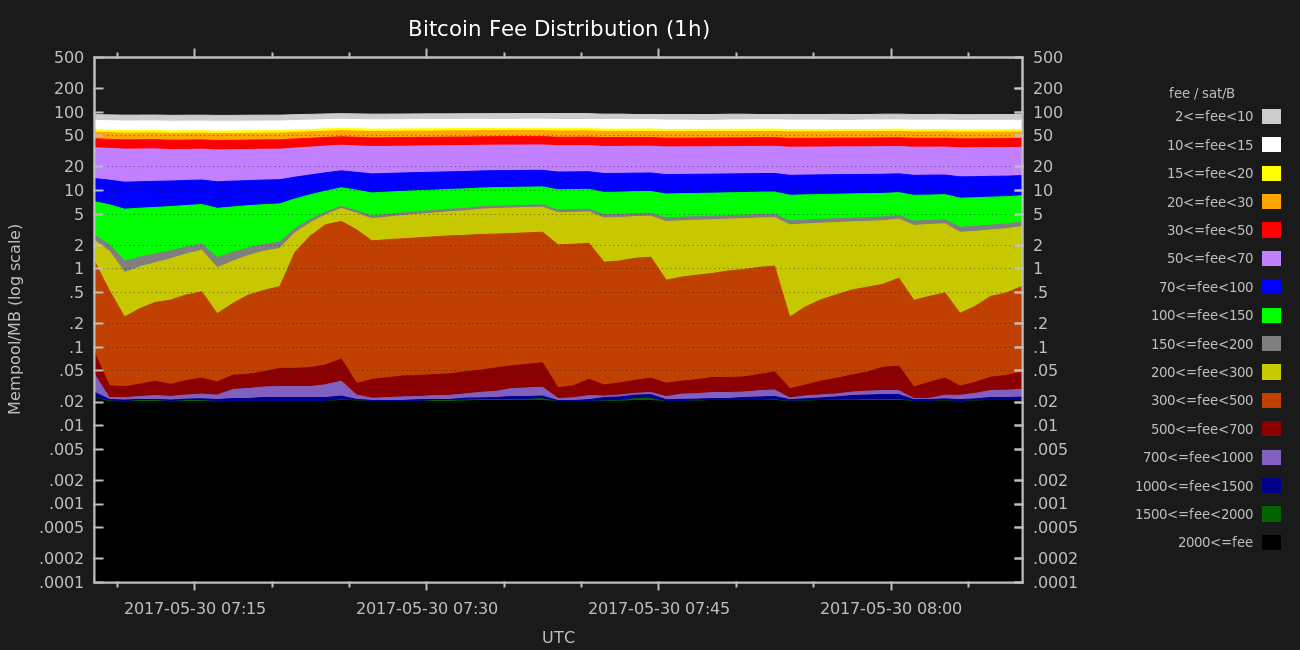 Bitcoin Fee Distribution (1h)
500
200
100
50
20
10
5
2
1
.5
.2
.1
.05
.02
.01
.005
.002
.001
.0005
.0002
.0001
Mempool/MB (log scale)
500
200
100
50
20
10
5
2
1
.5
.2
.1
.05
.02
.01
.005
.002
.001
.0005
.0002
.0001
2017-05-30 07:15
2017-05-30 07:30
2017-05-30 07:45
2017-05-30 08:00
UTC
fee / sat/B
2<=fee<10
10<=fee<15
15<=fee<20
20<=fee<30
30<=fee<50
50<=fee<70
70<=fee<100
100<=fee<150
150<=fee<200
200<=fee<300
300<=fee<500
500<=fee<700
700<=fee<1000
1000<=fee<1500
1500<=fee<2000
2000<=fee